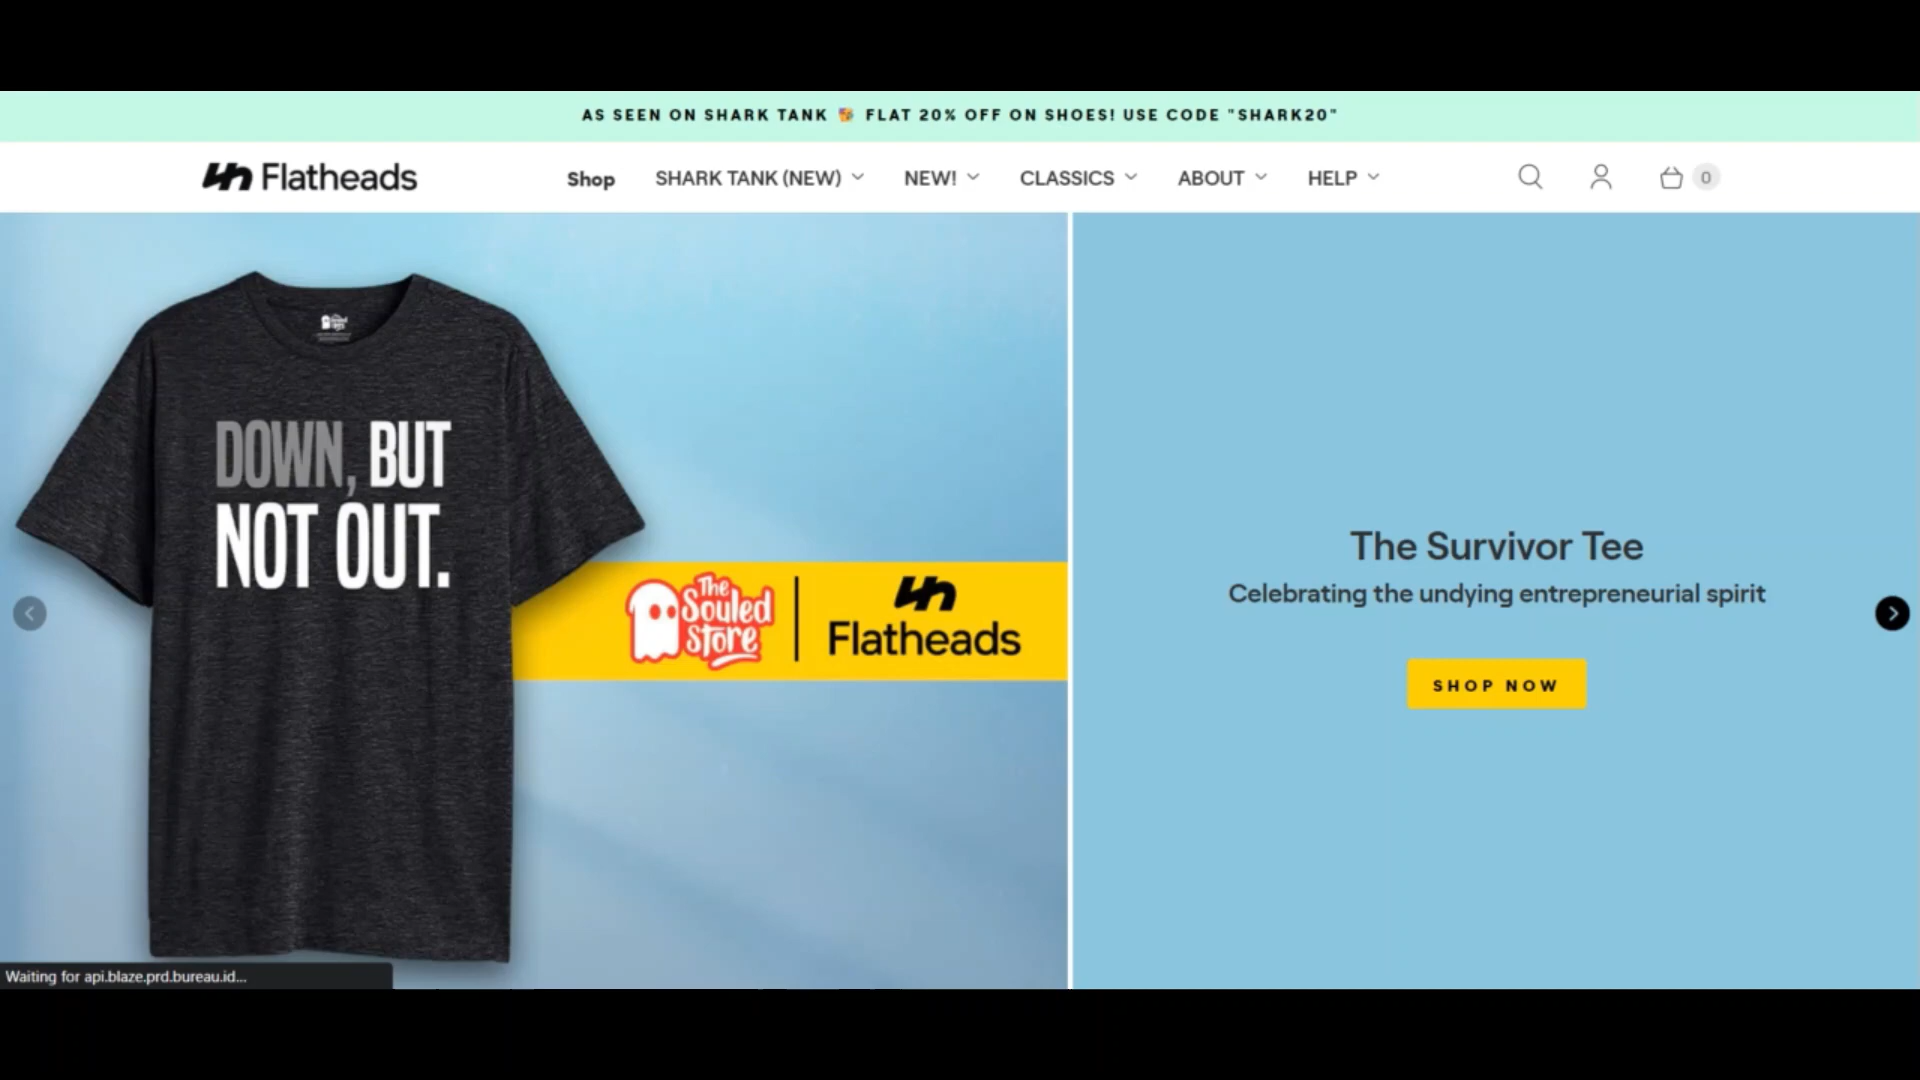 AS SEEN ON SHARK TANK FLAT 20% OFF ON SHOES! USE CODE "SHARK20"
Flatheads
Shop
SHARK TANK (NEW)
NEW!
CLASSICS
ABOUT
HELP
0
DOWN, BUT
NOT OUT.
The
Souled
Store
Flatheads
The Survivor Tee
Celebrating the undying entrepreneurial spirit
SHOP NOW
Waiting for api.blaze.prd.bureau.id...